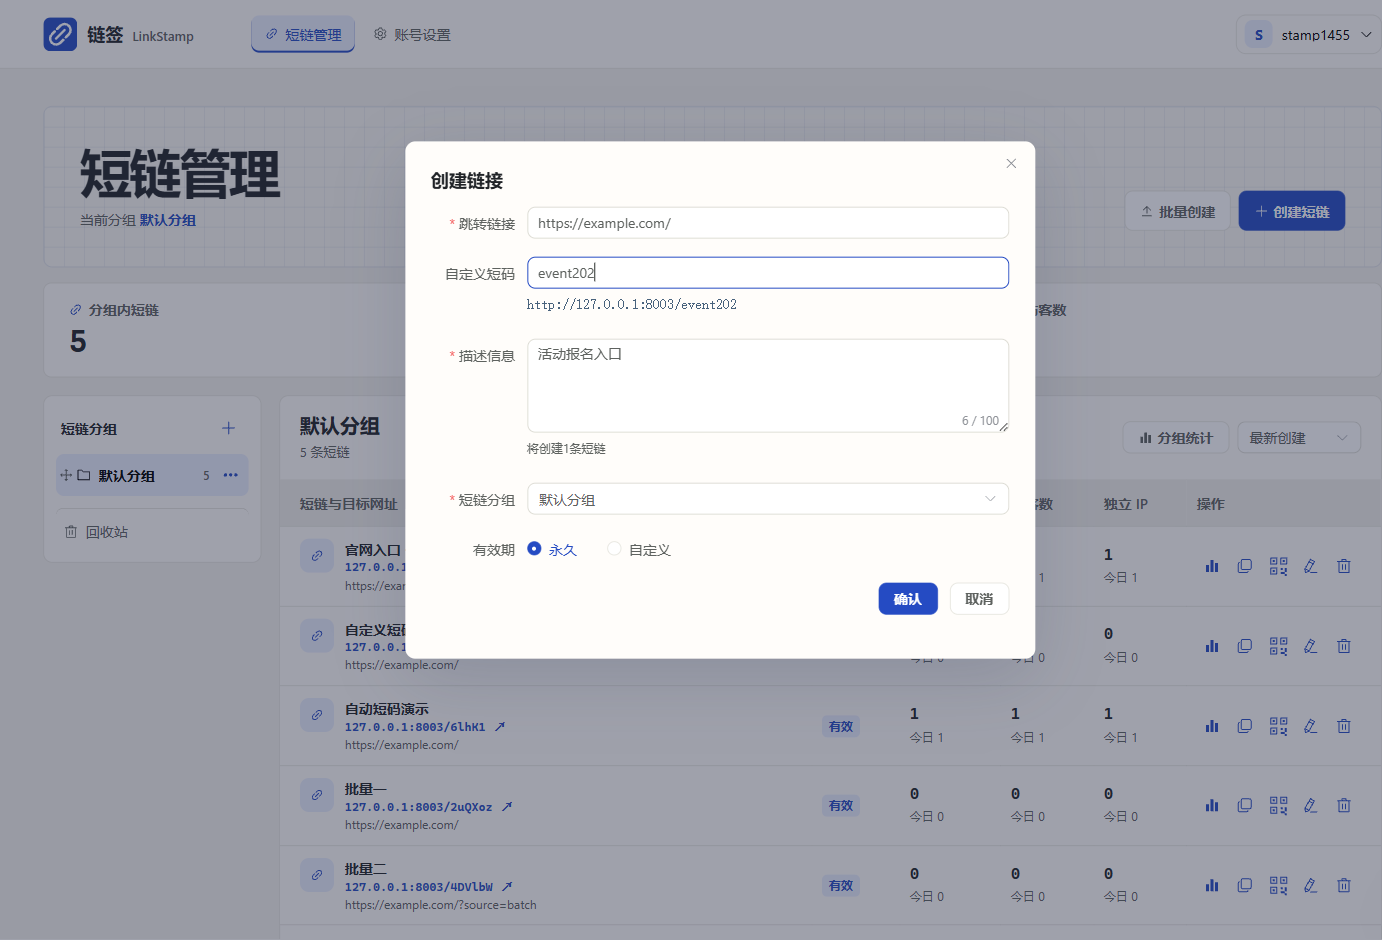 链签 LinkStamp
短链管理
账号设置
S stamp1455
短链管理
当前分组 默认分组
批量创建
创建短链
分组内短链
5
客数
短链分组
默认分组 5
回收站
默认分组
5 条短链
分组统计
最新创建
短链与目标网址
数
独立 IP
操作
官网入口
127.0.0.1
https://exar
1
1
今日 1
自定义短码
127.0.0.1
https://example.com/
今日 0
今日 0
0
今日 0
自动短码演示
127.0.0.1:8003/6lhK1
https://example.com/
有效
1
今日 1
1
今日 1
1
今日 1
批量一
127.0.0.1:8003/2uQXoz
https://example.com/
有效
0
今日 0
0
今日 0
0
今日 0
批量二
127.0.0.1:8003/4DVlbW
https://example.com/?source=batch
有效
0
今日 0
0
今日 0
0
今日 0
创建链接
* 跳转链接
https://example.com/
自定义短码
event202
http://127.0.0.1:8003/event202
* 描述信息
活动报名入口
6 / 100
将创建1条短链
* 短链分组
默认分组
有效期
永久
自定义
确认
取消